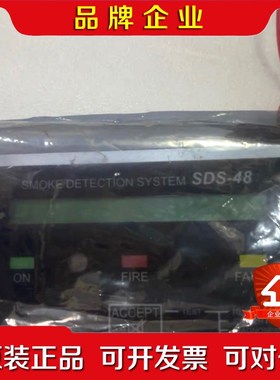 品牌企业
SMOKE DETECTION SYSTEM SDS-48
ON
FIRE
ACCEPT
装正品 可开发票 可对